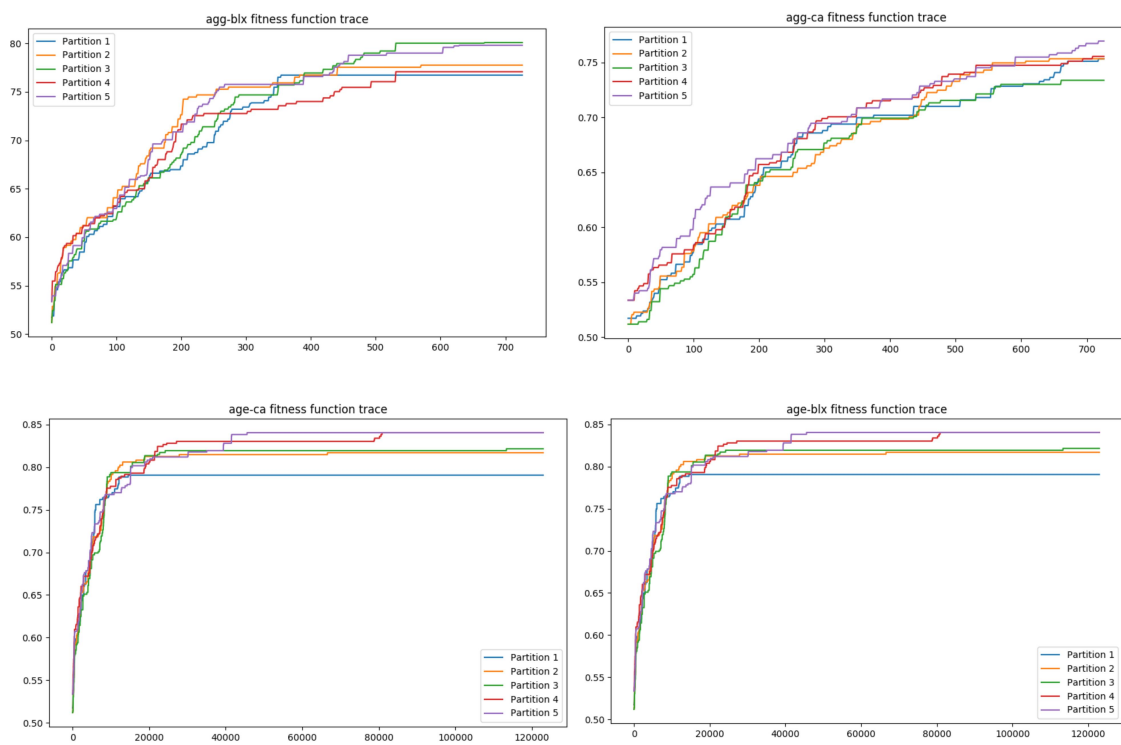 agg-blx fitness function trace
80
75
70
65
60
55
50
0 100 200 300 400 500 600 700
Partition 1
Partition 2
Partition 3
Partition 4
Partition 5
agg-ca fitness function trace
0.75
0.70
0.65
0.60
0.55
0.50
0 100 200 300 400 500 600 700
Partition 1
Partition 2
Partition 3
Partition 4
Partition 5
age-ca fitness function trace
0.85
0.80
0.75
0.70
0.65
0.60
0.55
0.50
0 20000 40000 60000 80000 100000 120000
Partition 1
Partition 2
Partition 3
Partition 4
Partition 5
age-blx fitness function trace
0.85
0.80
0.75
0.70
0.65
0.60
0.55
0.50
0 20000 40000 60000 80000 100000 120000
Partition 1
Partition 2
Partition 3
Partition 4
Partition 5